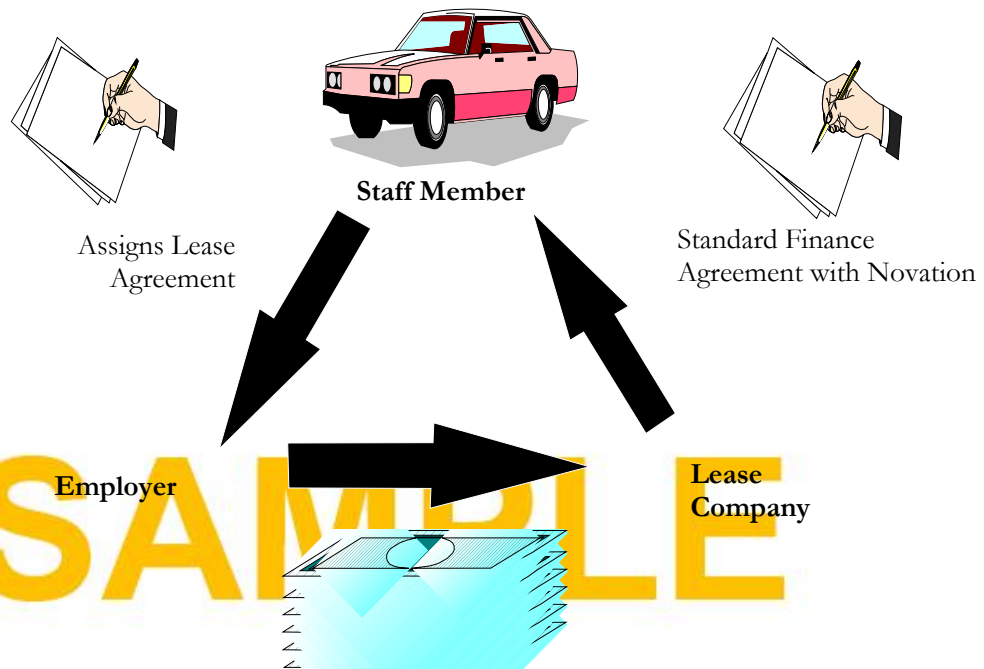 Staff Member
Assigns Lease
Agreement
Standard Finance
Agreement with Novation
Employer
Lease
Company
SAMPLE